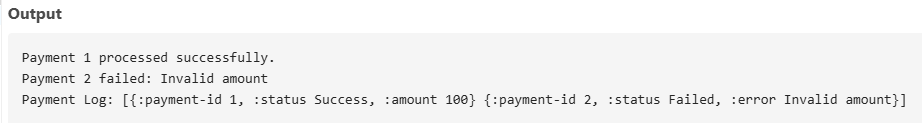 Output
Payment 1 processed successfully.
Payment 2 failed: Invalid amount
Payment Log: [{:payment-id 1, :status Success, :amount 100} {:payment-id 2, :status Failed, :error Invalid amount}]